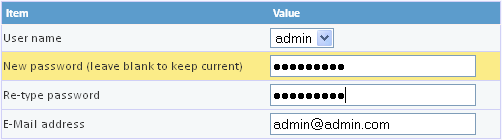 Item Value
User name admin
New password (leave blank to keep current) ●●●●●●●●●
Re-type password ●●●●●●●●●
E-Mail address admin@admin.com